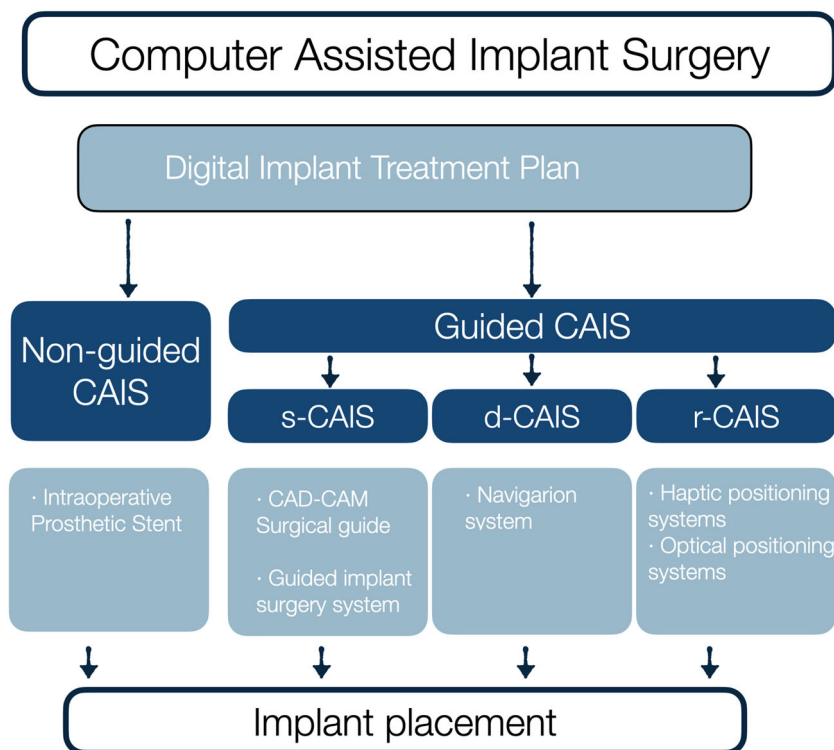 Computer Assisted Implant Surgery
Digital Implant Treatment Plan
Non-guided
CAIS
Guided CAIS
s-CAIS
d-CAIS
r-CAIS
· Intraoperative
Prosthetic Stent
· CAD-CAM
Surgical guide
· Guided implant
surgery system
· Navigarion
system
· Haptic positioning
systems
· Optical positioning
systems
Implant placement